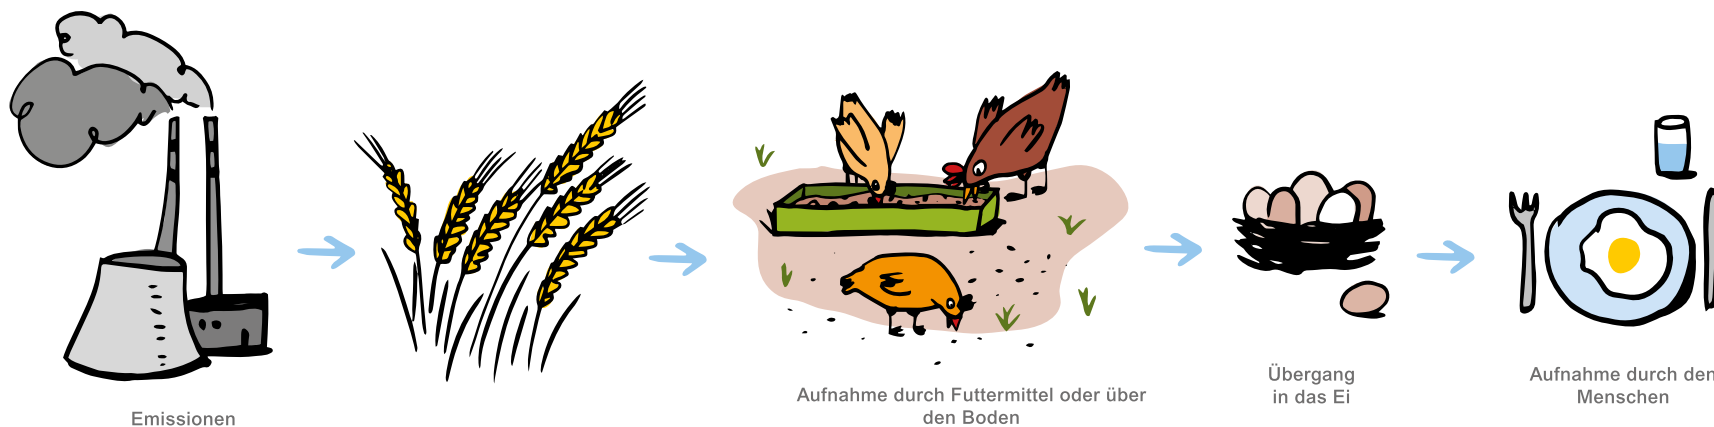 Emissionen
Aufnahme durch Futtermittel oder über
den Boden
Übergang
in das Ei
Aufnahme durch den
Menschen